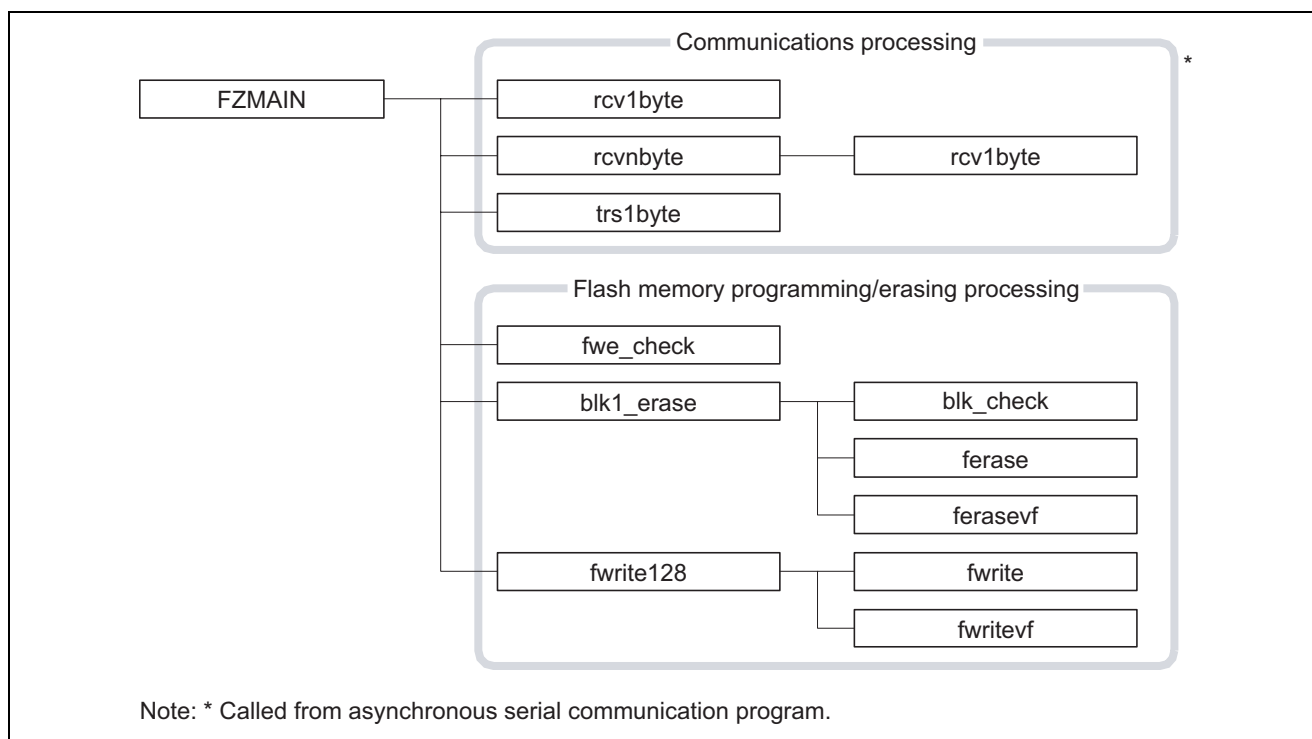 Communications processing
*
FZMAIN
rcv1byte
rcvnbyte
rcv1byte
trs1byte
Flash memory programming/erasing processing
fwe_check
blk1_erase
blk_check
ferase
ferasevf
fwrite128
fwrite
fwritevf
Note: * Called from asynchronous serial communication program.